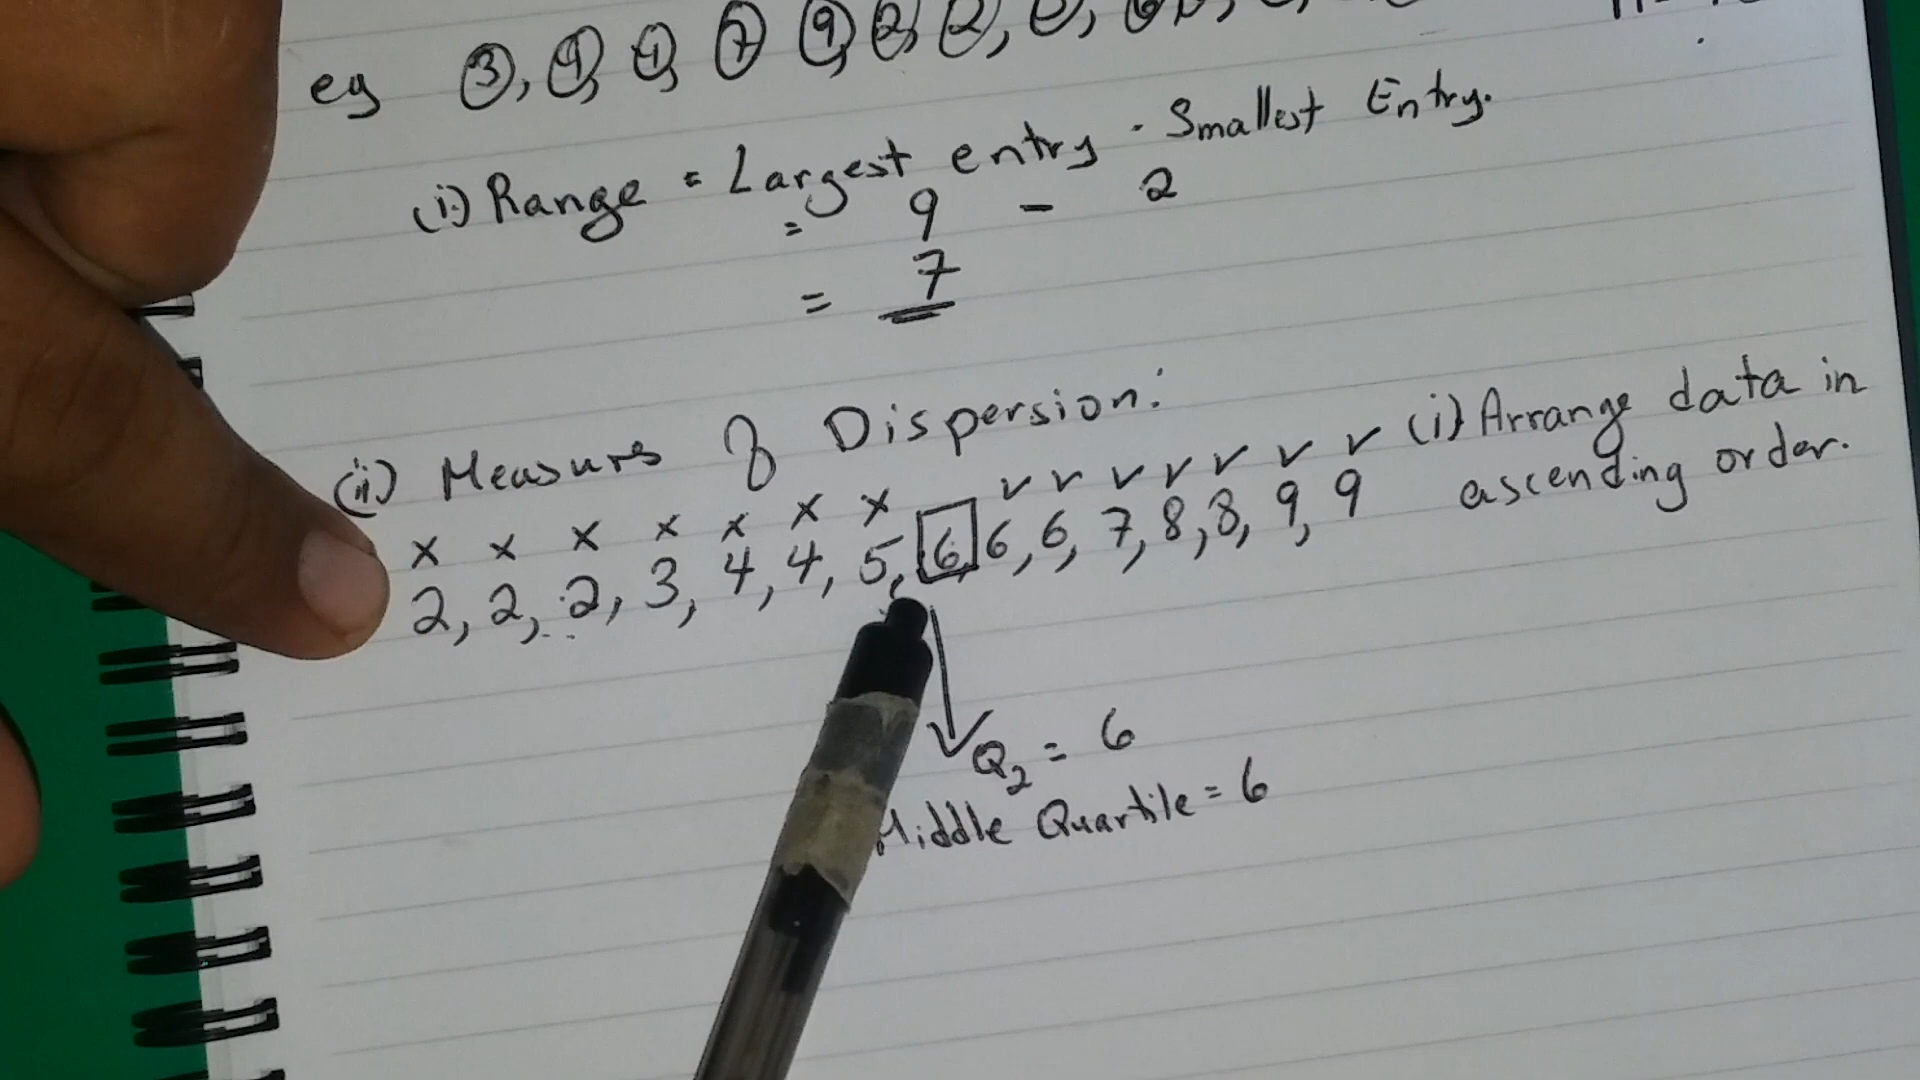 eg ③, ④, ④, ⑦ ⑨, ②, ②,
(i) Range = Largest entry - Smallest Entry.
= 9 - 2
= 7
(ii) Measures of Dispersion:
x x x x x x x ✓ ✓ ✓ ✓ ✓ ✓ ✓ (i) Arrange data in
2, 2, 2, 3, 4, 4, 5, 6, 6, 6, 7, 8, 8, 9, 9 ascending order.
Q2 = 6
Middle Quartile = 6